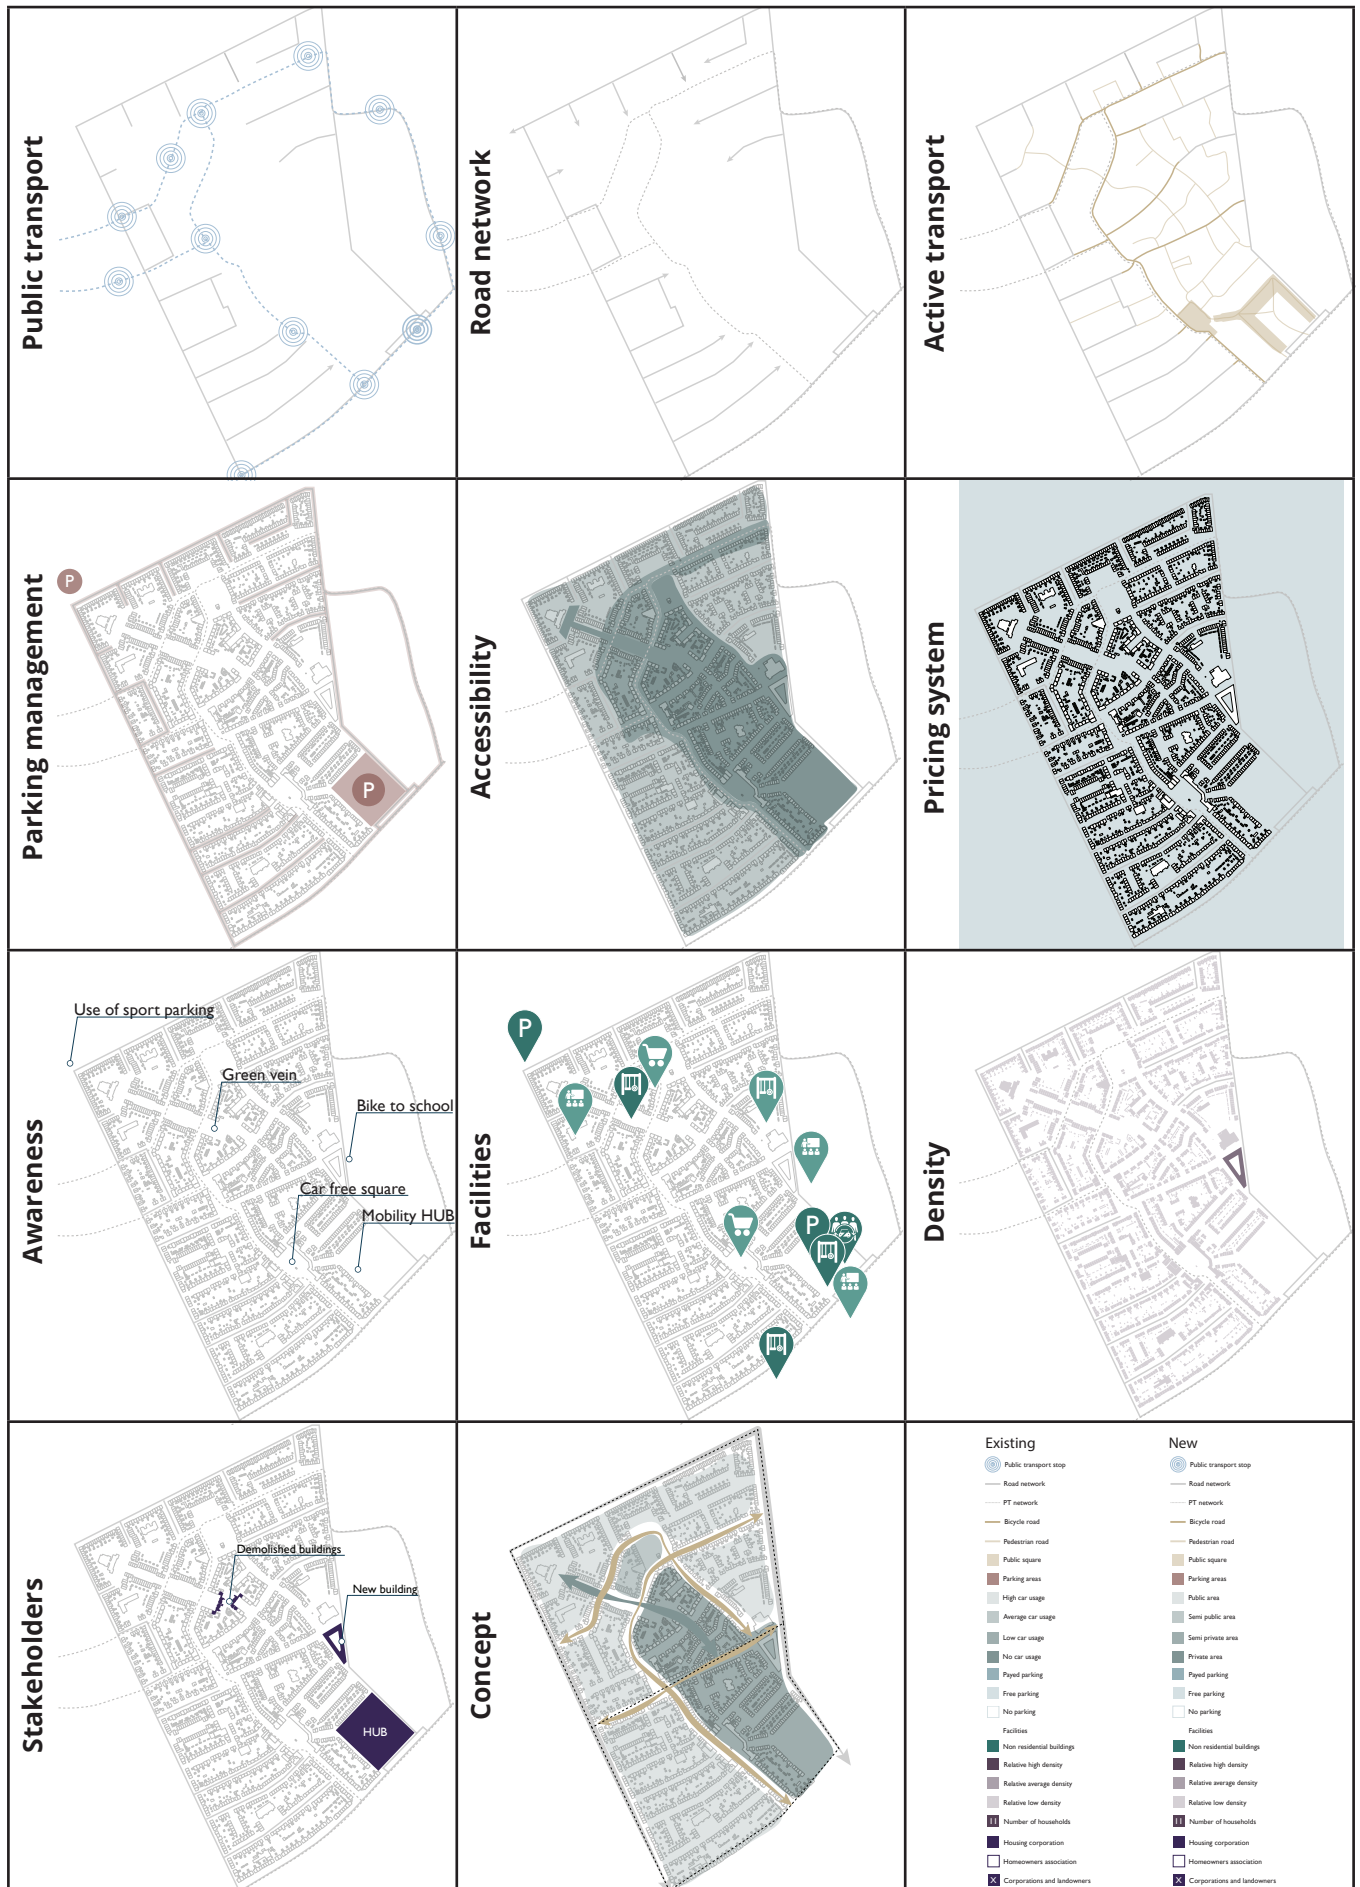 Public transport
Road network
Active transport
Parking management
P
P
Accessibility
Pricing system
Awareness
Use of sport parking
Green vein
Bike to school
Car free square
Mobility HUB
Facilities
P
P
Density
Stakeholders
Demolished buildings
New building
HUB
Concept
Existing
Public transport stop
Road network
PT network
Bicycle road
Pedestrian road
Public square
Parking areas
High car usage
Average car usage
Low car usage
No car usage
Payed parking
Free parking
No parking
Facilities
Non residential buildings
Relative high density
Relative average density
Relative low density
11 Number of households
Housing corporation
Homeowners association
X Corporations and landowners
New
Public transport stop
Road network
PT network
Bicycle road
Pedestrian road
Public square
Parking areas
Public area
Semi public area
Semi private area
Private area
Payed parking
Free parking
No parking
Facilities
Non residential buildings
Relative high density
Relative average density
Relative low density
11 Number of households
Housing corporation
Homeowners association
X Corporations and landowners